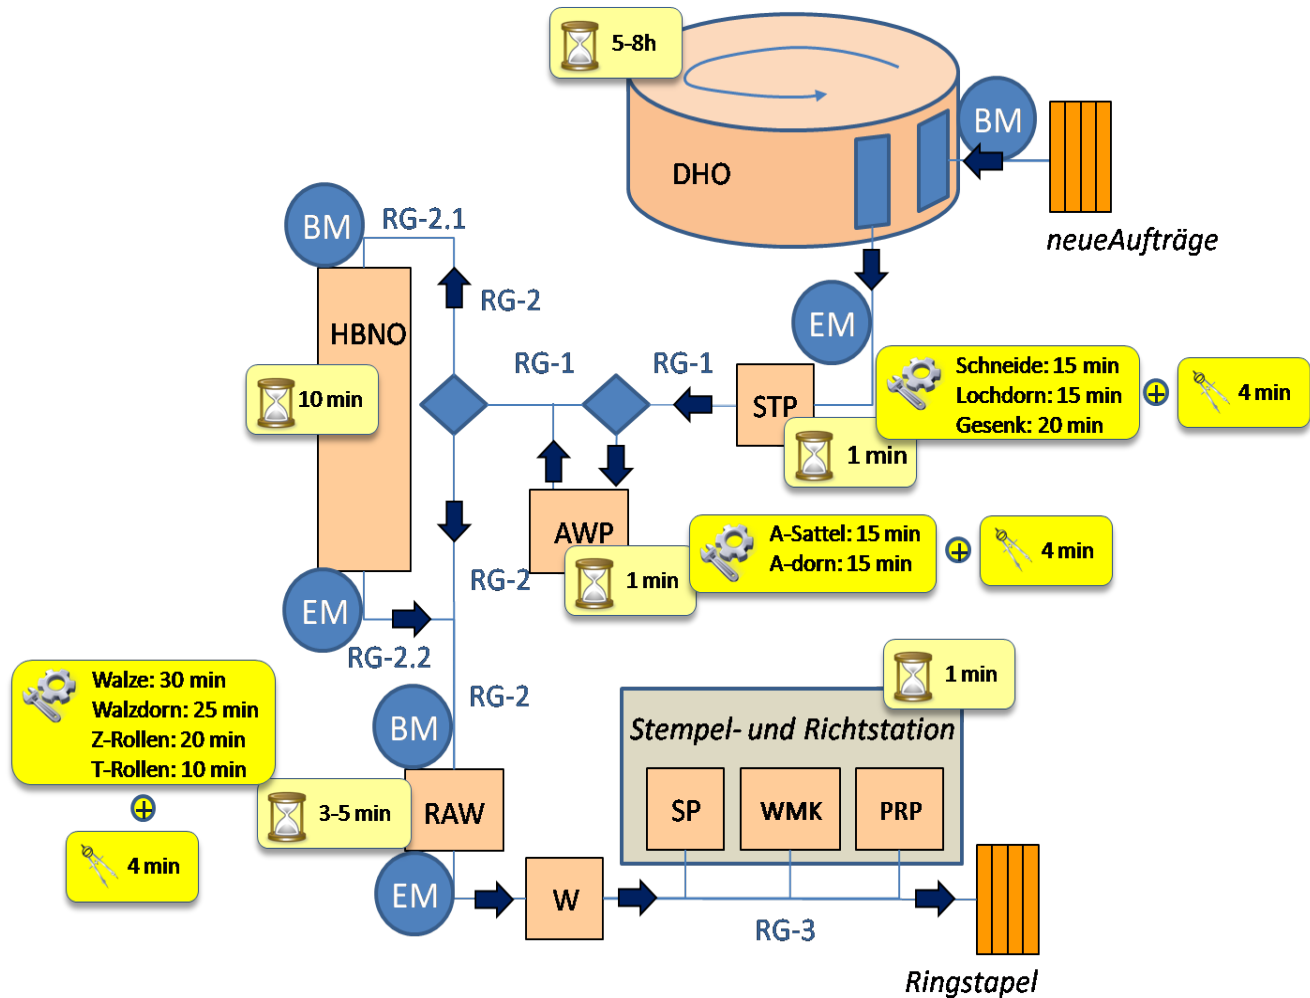 5-8h
BM
DHO
neueAufträge
BM
RG-2.1
RG-2
EM
HBNO
RG-1
RG-1
Schneide: 15 min
Lochdorn: 15 min
Gesenk: 20 min
+
4 min
10 min
STP
1 min
AWP
A-Sattel: 15 min
A-dorn: 15 min
+
4 min
RG-2
1 min
EM
RG-2.2
Walze: 30 min
Walzdorn: 25 min
Z-Rollen: 20 min
T-Rollen: 10 min
+
4 min
RG-2
BM
1 min
Stempel- und Richtstation
3-5 min
RAW
SP
WMK
PRP
EM
W
RG-3
Ringstapel